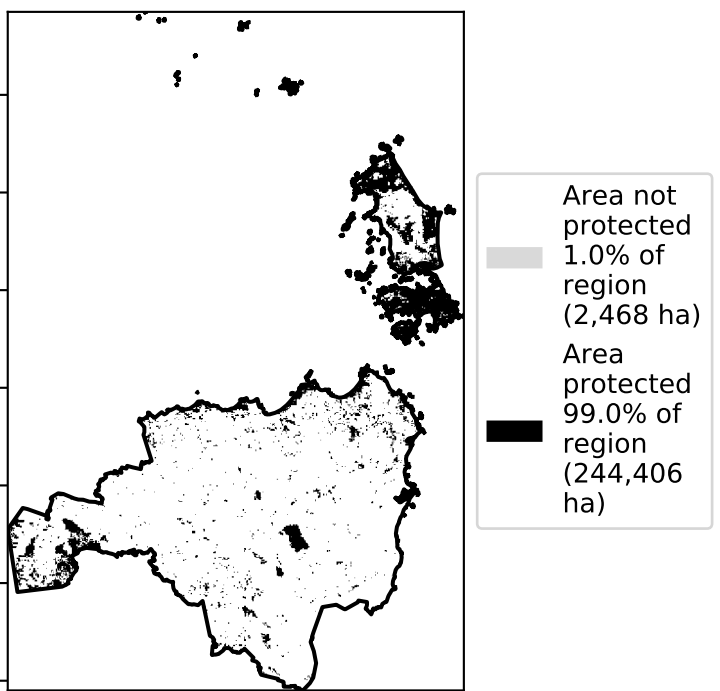 Area not
protected
1.0% of
region
(2,468 ha)
Area
protected
99.0% of
region
(244,406
ha)